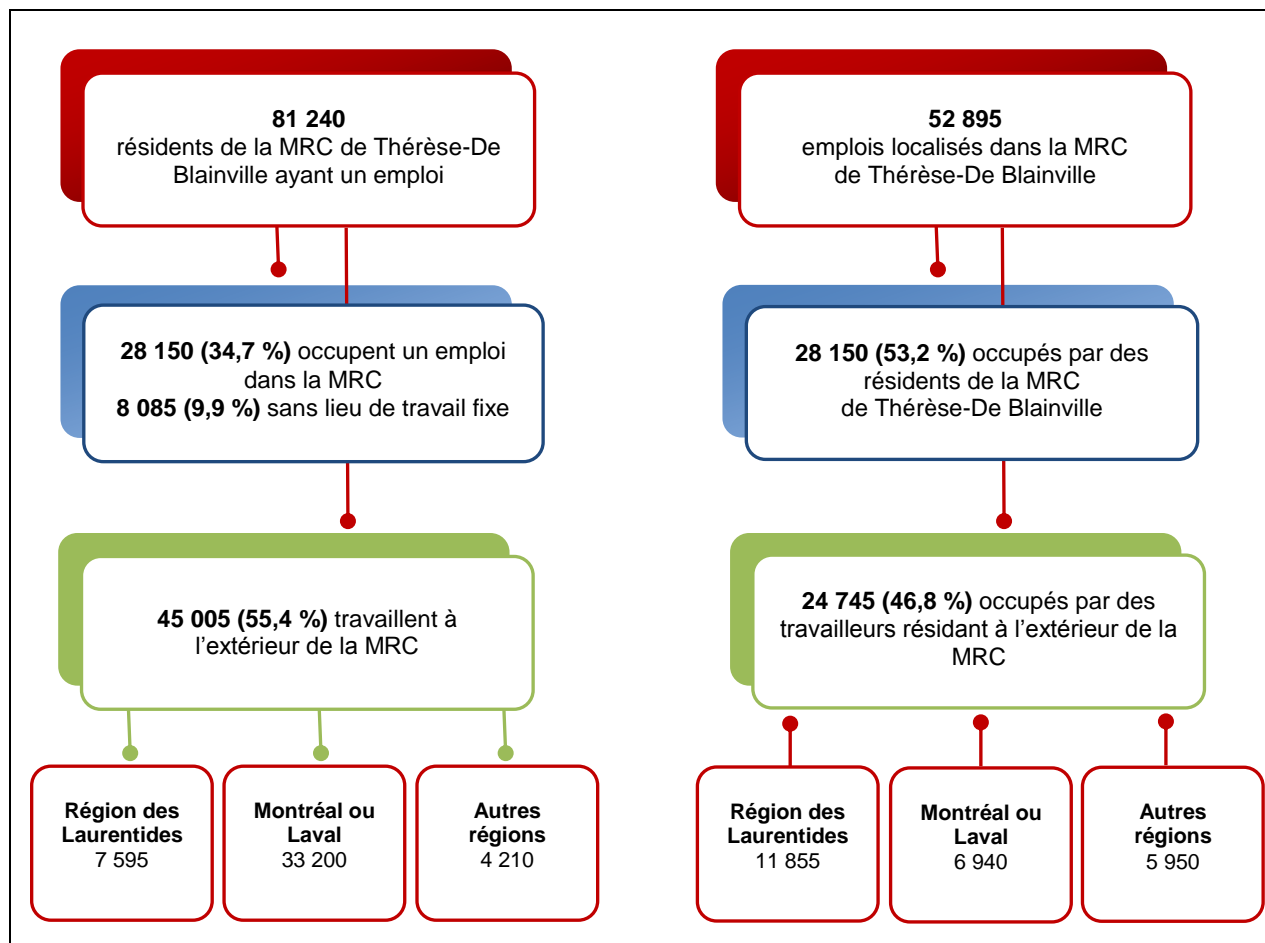 81 240
résidents de la MRC de Thérèse-De
Blainville ayant un emploi
28 150 (34,7 %) occupent un emploi
dans la MRC
8 085 (9,9 %) sans lieu de travail fixe
45 005 (55,4 %) travaillent à
l’extérieur de la MRC
Région des
Laurentides
7 595
Montréal ou
Laval
33 200
Autres
régions
4 210
52 895
emplois localisés dans la MRC
de Thérèse-De Blainville
28 150 (53,2 %) occupés par des
résidents de la MRC
de Thérèse-De Blainville
24 745 (46,8 %) occupés par des
travailleurs résidant à l’extérieur de la
MRC
Région des
Laurentides
11 855
Montréal ou
Laval
6 940
Autres
régions
5 950